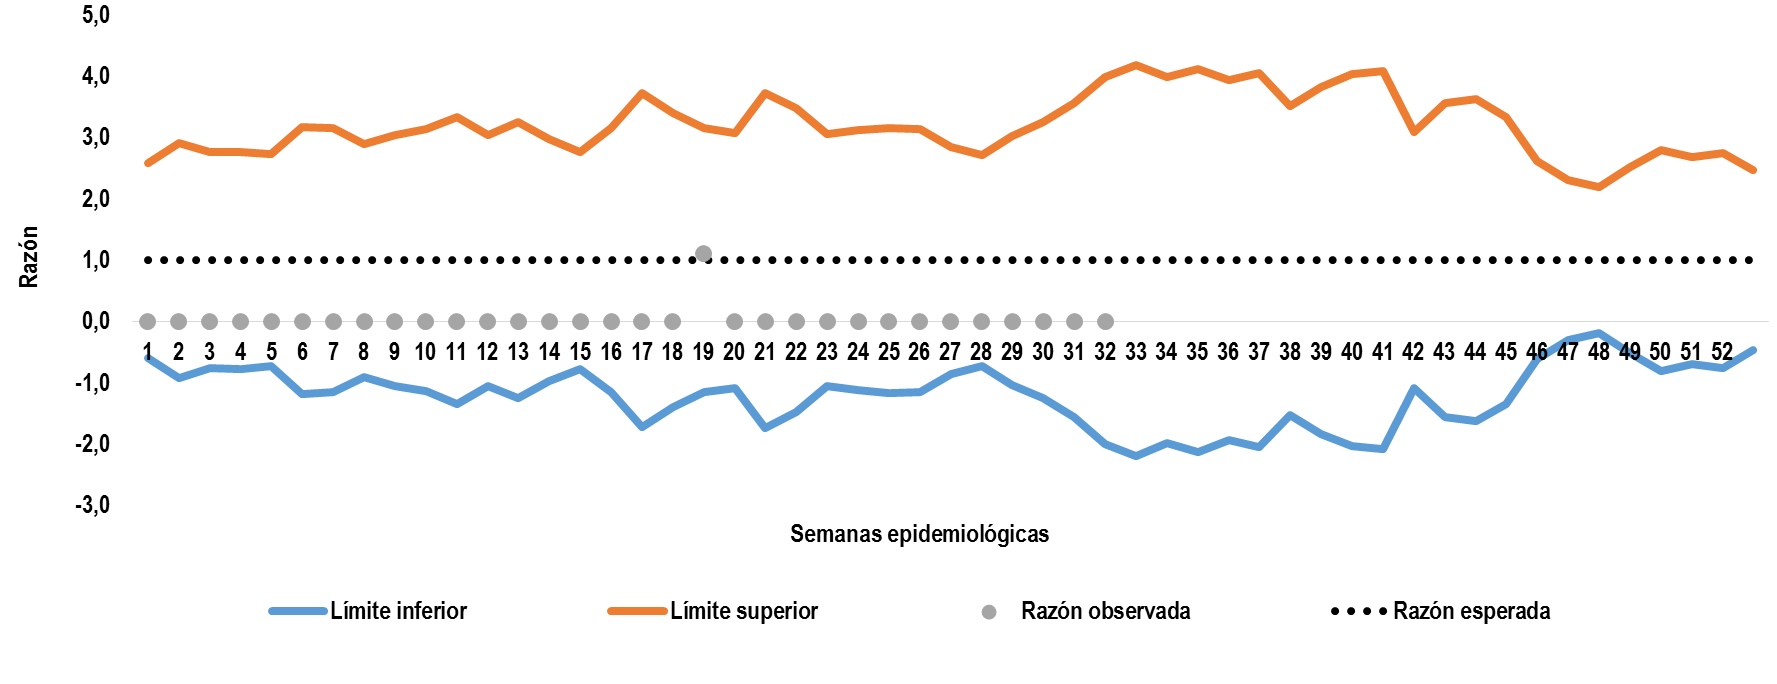 5,0
4,0
3,0
2,0
1,0
0,0
-1,0
-2,0
-3,0
Razón
1 2 3 4 5 6 7 8 9 10 11 12 13 14 15 16 17 18 19 20 21 22 23 24 25 26 27 28 29 30 31 32 33 34 35 36 37 38 39 40 41 42 43 44 45 46 47 48 49 50 51 52
Semanas epidemiológicas
Límite inferior Límite superior Razón observada Razón esperada